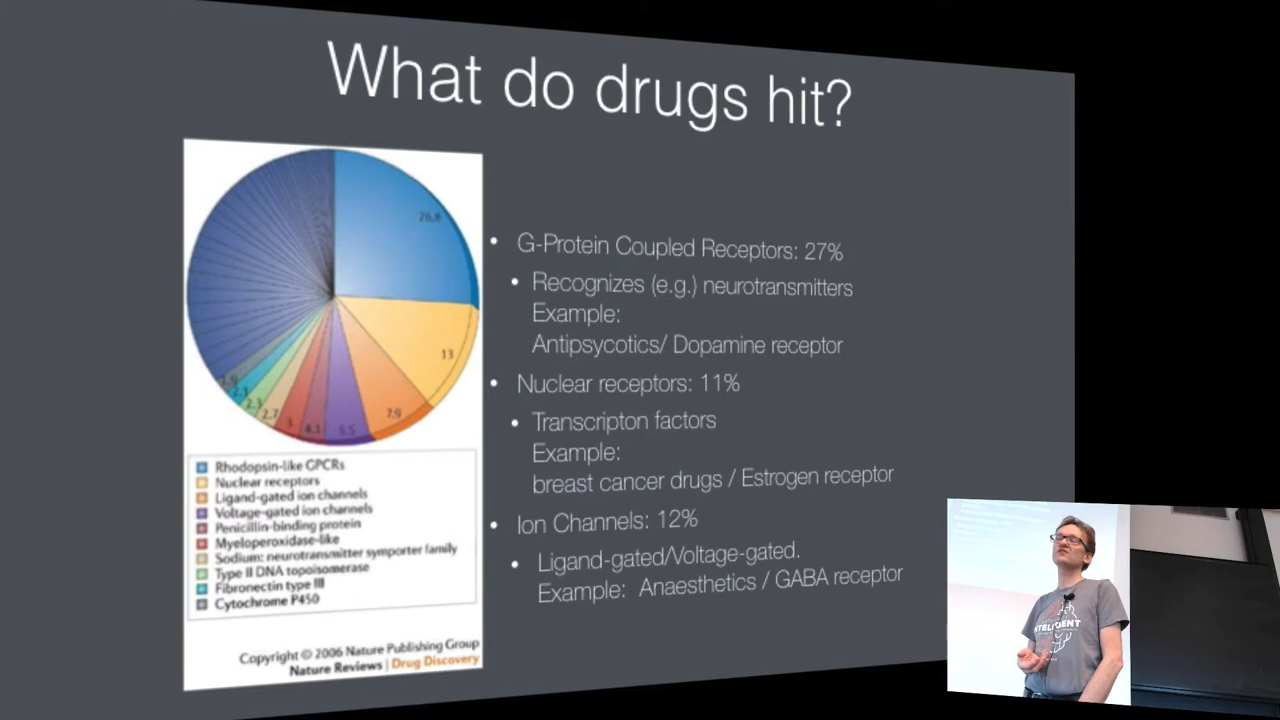 What do drugs hit?
26.8
13
7.9
5.5
4.1
3
2.7
2.3
2.1
1.9
Rhodopsin-like GPCRs
Nuclear receptors
Ligand-gated ion channels
Voltage-gated ion channels
Penicillin-binding protein
Myeloperoxidase-like
Sodium: neurotransmitter symporter family
Type II DNA topoisomerase
Fibronectin type III
Cytochrome P450
Copyright © 2006 Nature Publishing Group
Nature Reviews | Drug Discovery
• G-Protein Coupled Receptors: 27%
• Recognizes (e.g.) neurotransmitters
Example:
Antipsycotics/ Dopamine receptor
• Nuclear receptors: 11%
• Transcripton factors
Example:
breast cancer drugs / Estrogen receptor
• Ion Channels: 12%
• Ligand-gated/Voltage-gated.
Example: Anaesthetics / GABA receptor